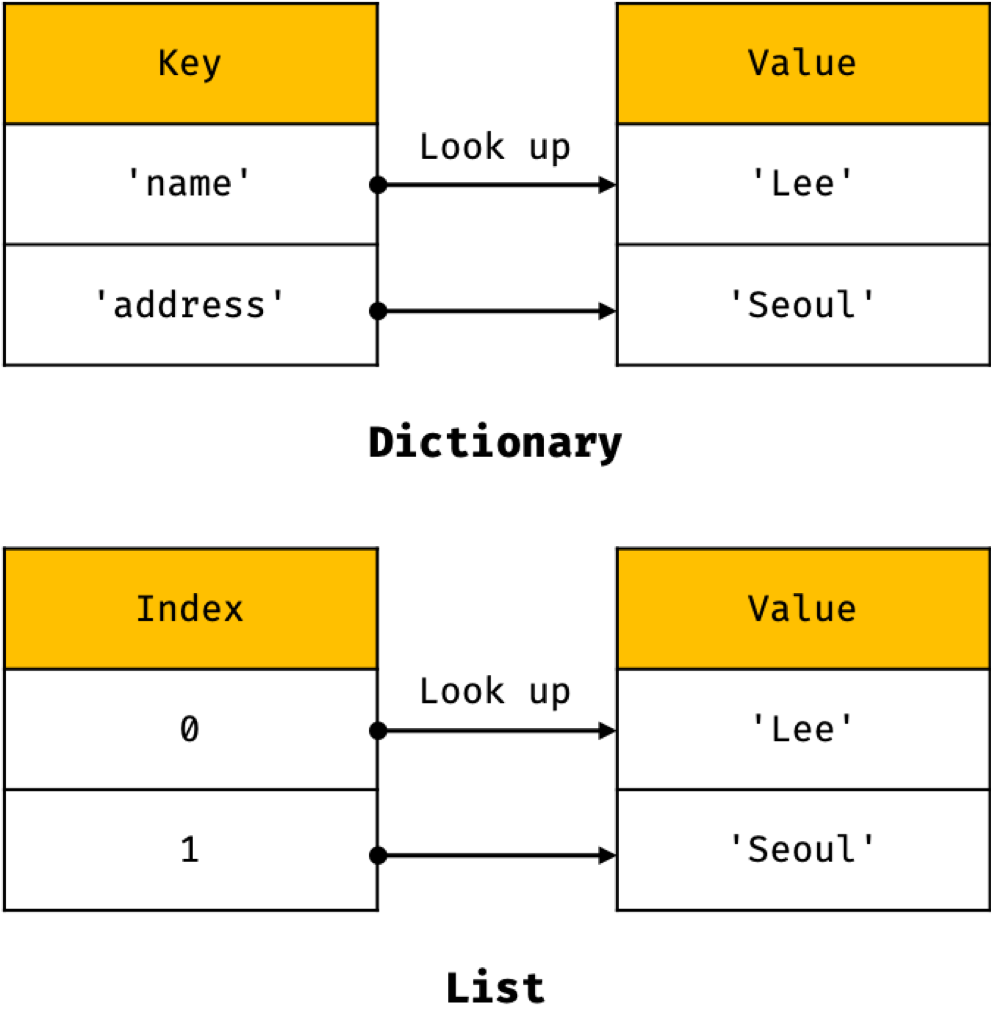 Key
Value
Look up
'name'
'Lee'
'address'
'Seoul'
Dictionary
Index
Value
Look up
0
'Lee'
1
'Seoul'
List